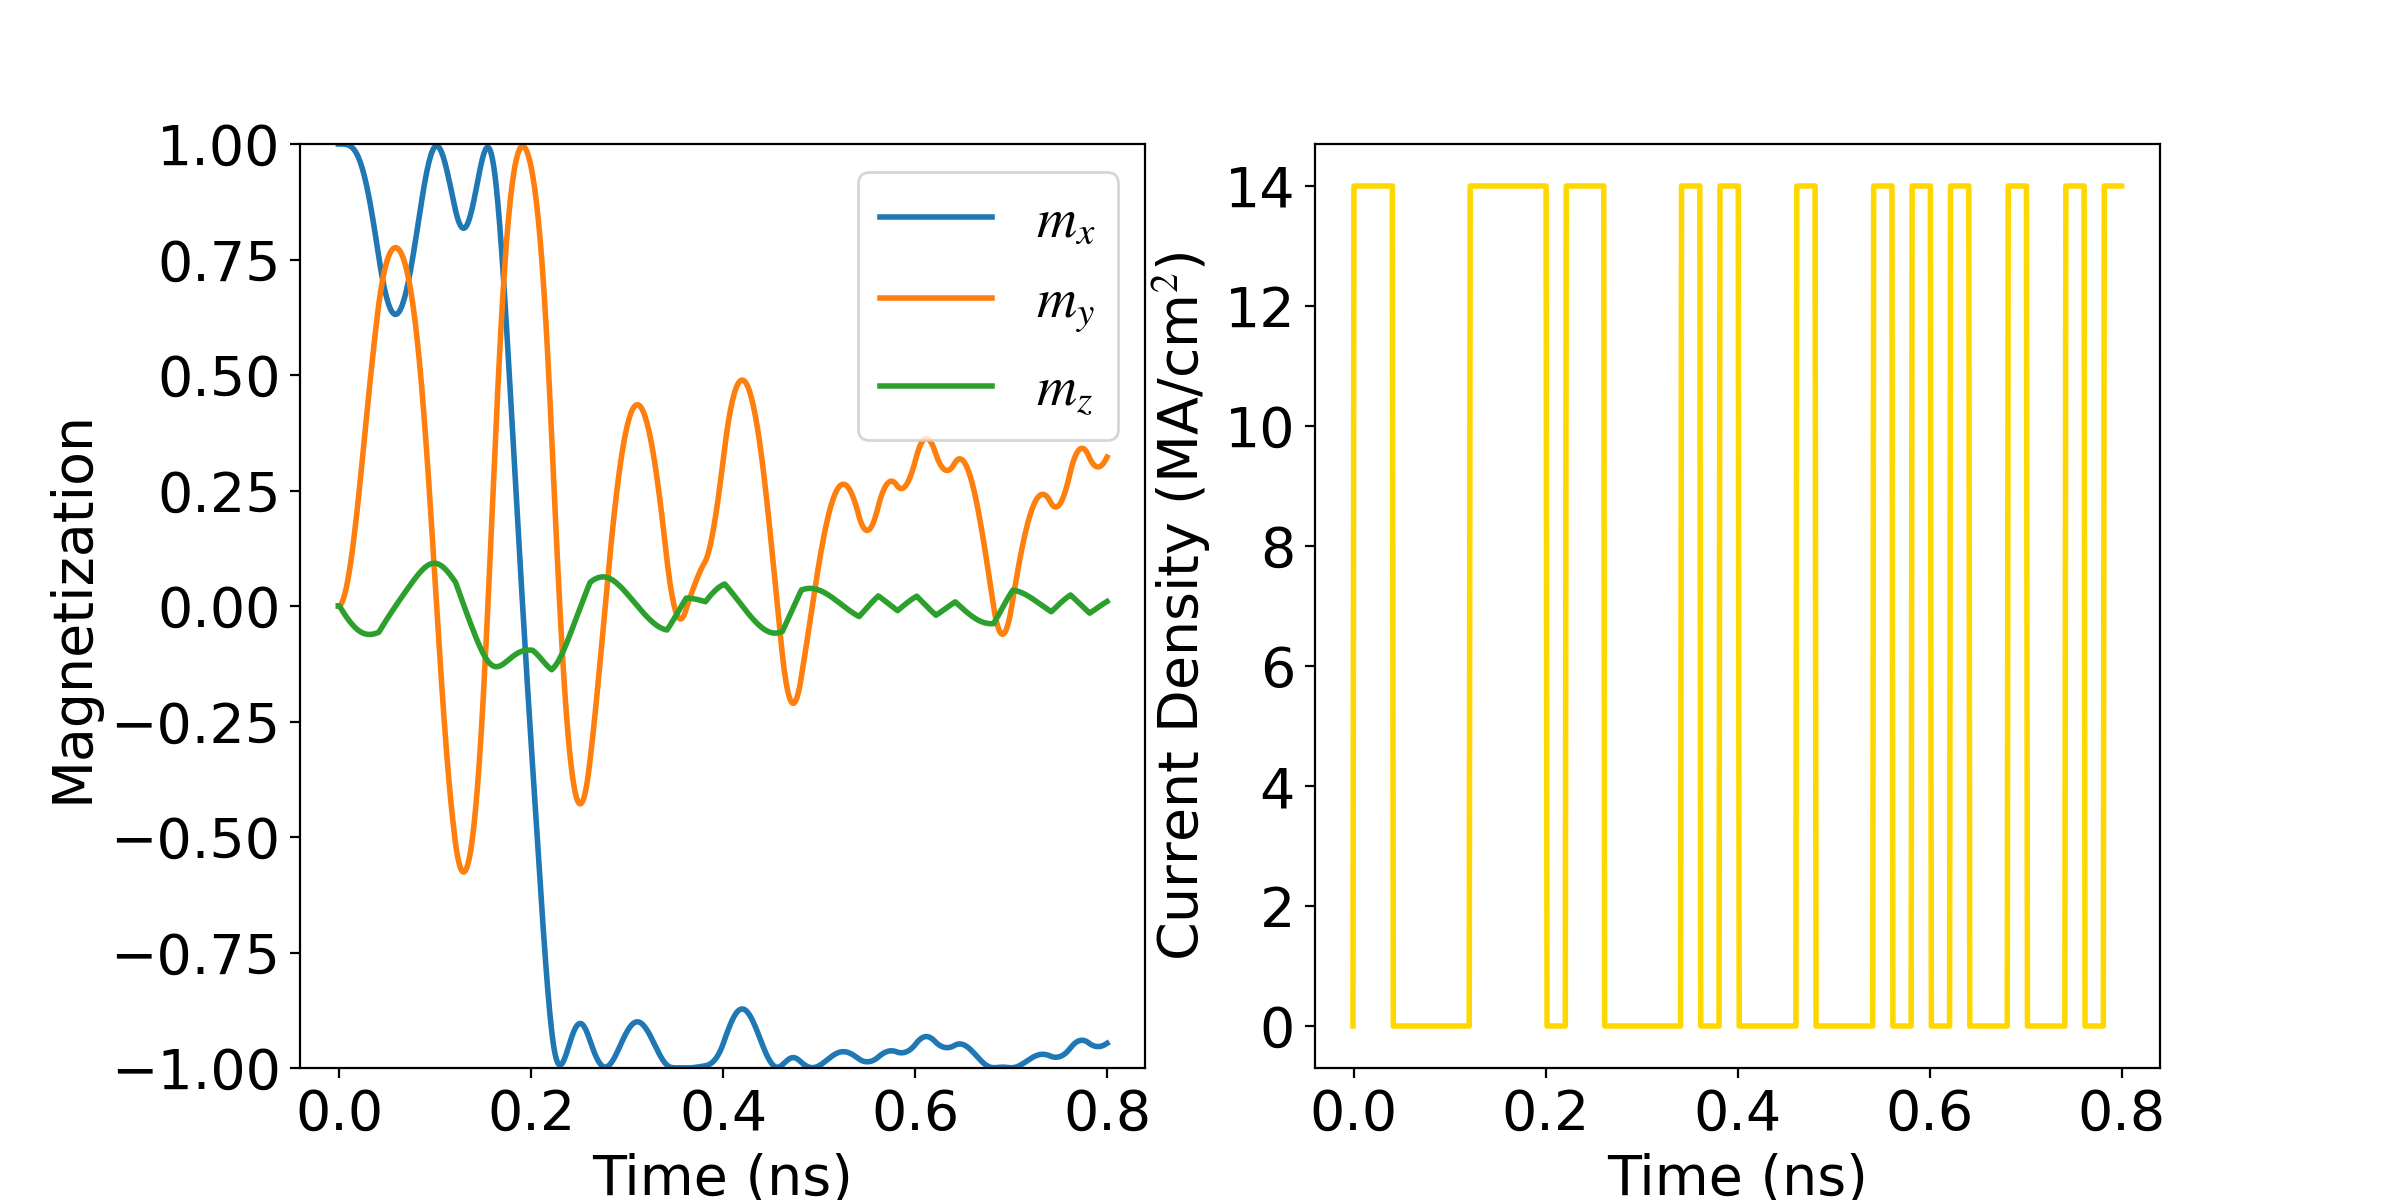 Magnetization
1.00
0.75
0.50
0.25
0.00
−0.25
−0.50
−0.75
−1.00
0.0 0.2 0.4 0.6 0.8
Time (ns)
m_x
m_y
m_z
Current Density (MA/cm²)
14
12
10
8
6
4
2
0
0.0 0.2 0.4 0.6 0.8
Time (ns)